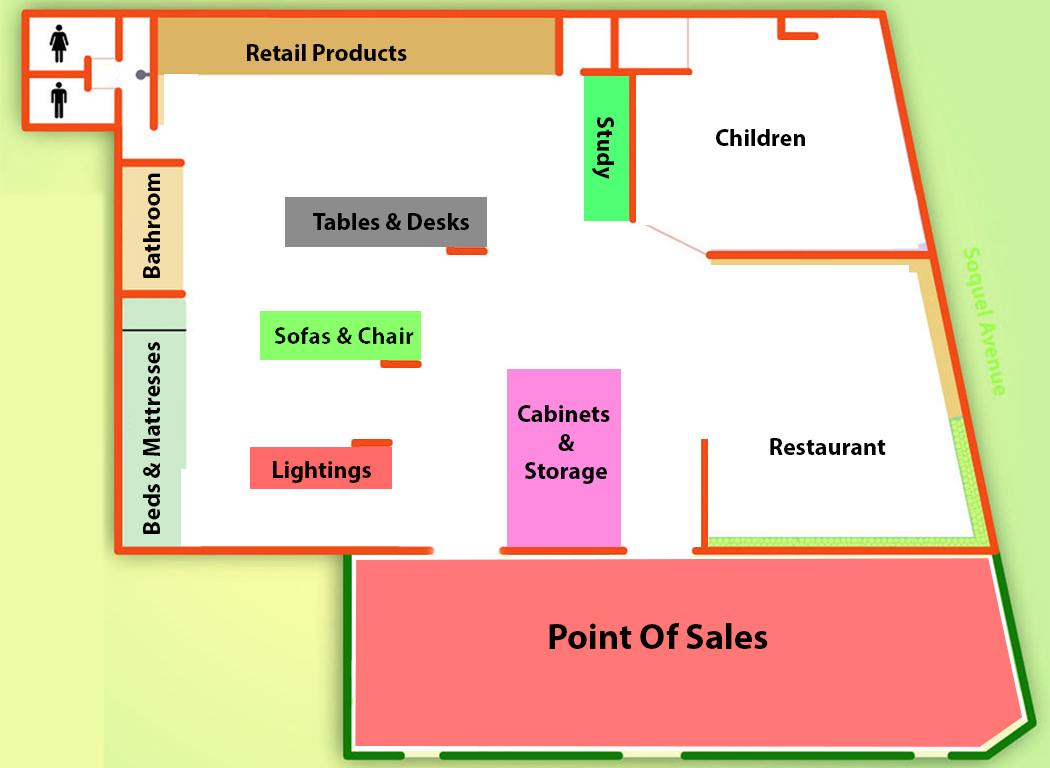 Retail Products
Study
Children
Bathroom
Tables & Desks
Soquel Avenue
Sofas & Chair
Beds & Mattresses
Cabinets
&
Storage
Restaurant
Lightings
Point Of Sales